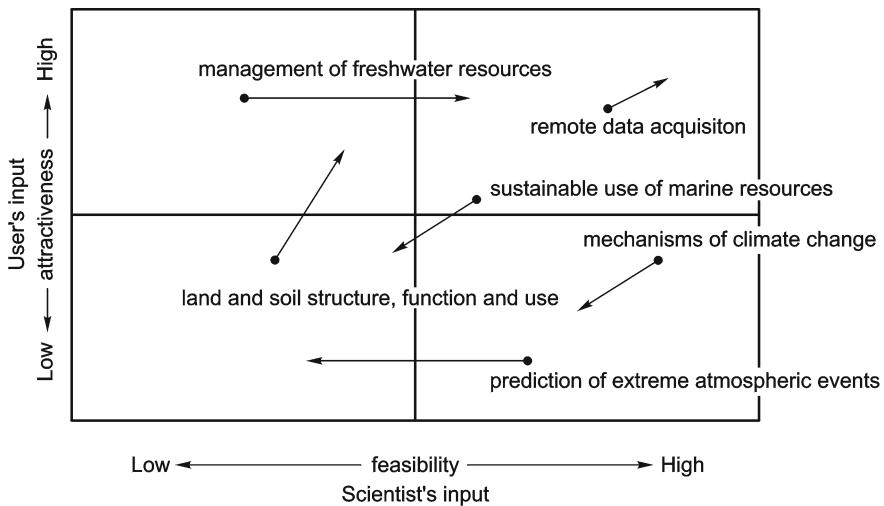 management of freshwater resources
remote data acquisiton
sustainable use of marine resources
mechanisms of climate change
land and soil structure, function and use
prediction of extreme atmospheric events
User's input
Low attractiveness High
Low feasibility High
Scientist's input